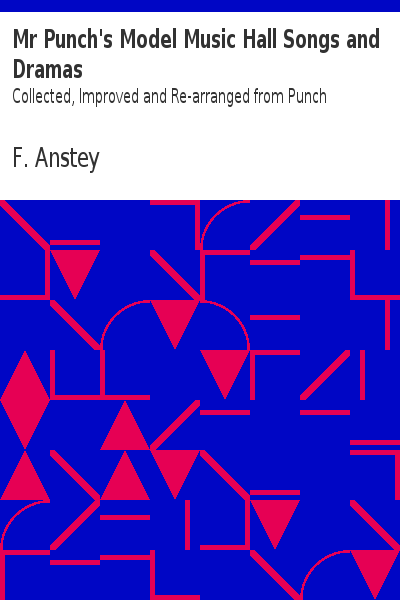 Mr Punch's Model Music Hall Songs and
Dramas
Collected, Improved and Re-arranged from Punch
F. Anstey